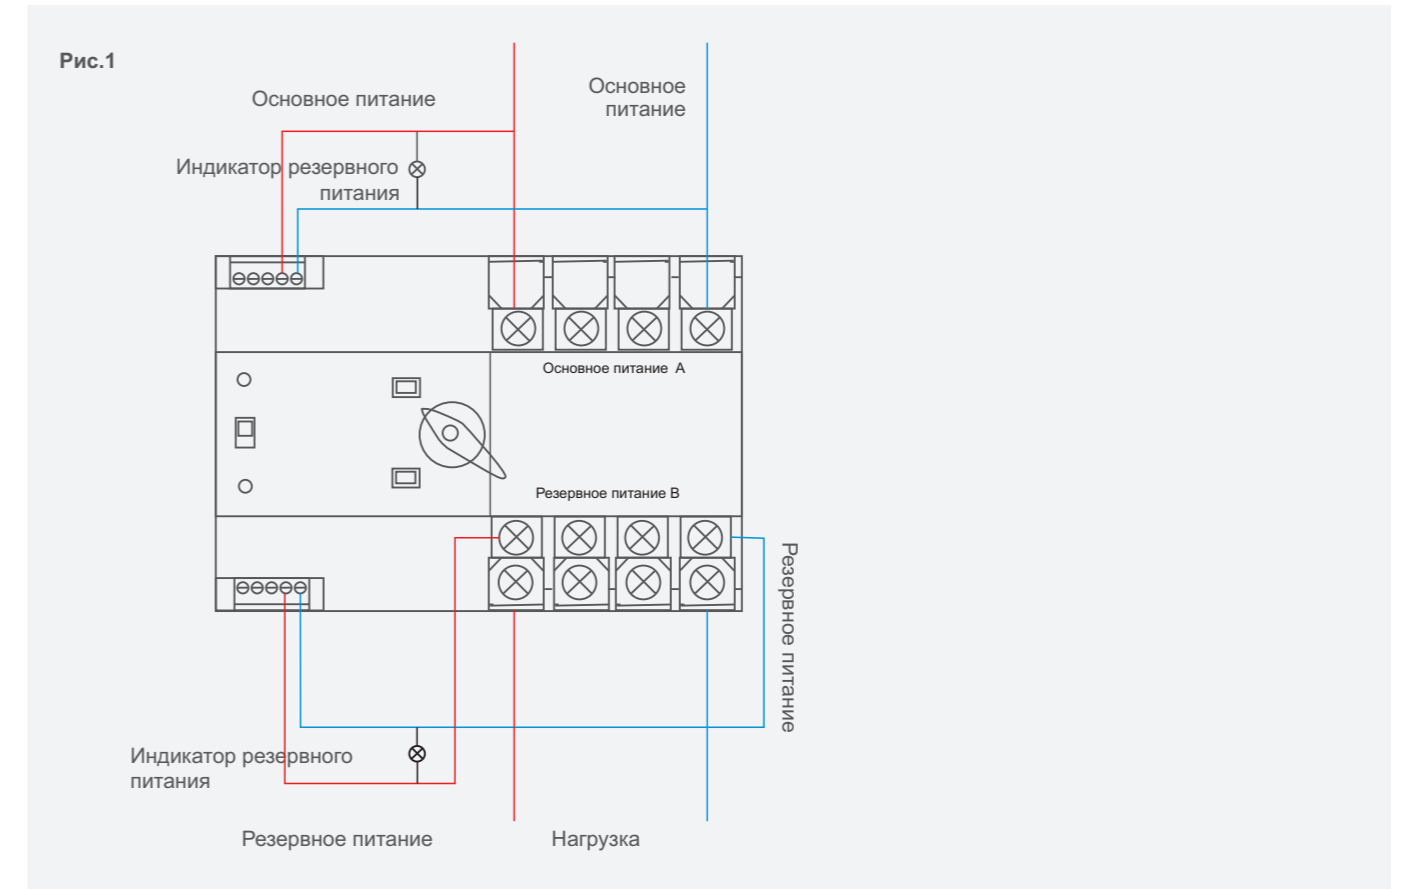 Рис.1
Основное питание
Основное
питание
Индикатор резервного
питания
Основное питание А
Резервное питание В
Резервное питание
Индикатор резервного
питания
Резервное питание
Нагрузка